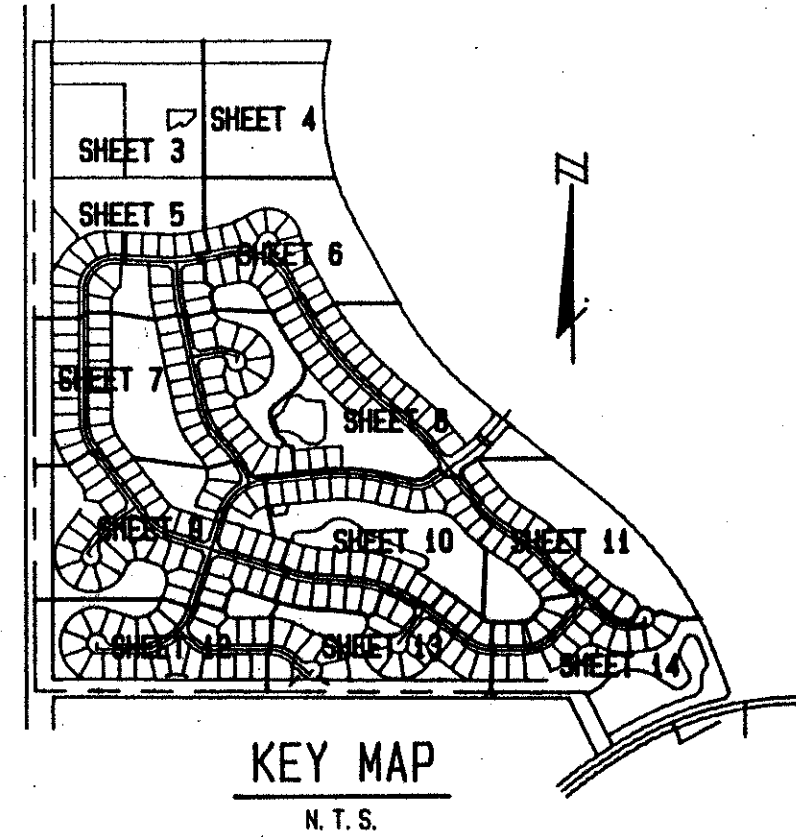 SHEET 4
SHEET 3
SHEET 5
SHEET 6
SHEET 7
SHEET 8
SHEET 9
SHEET 10
SHEET 11
SHEET 12
SHEET 13
SHEET 14
N
KEY MAP
N. T. S.